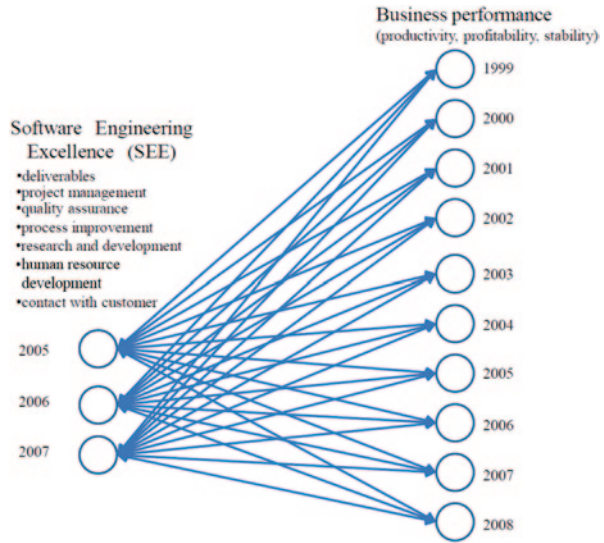 Business performance
(productivity, profitability, stability)
1999
2000
2001
2002
2003
2004
2005
2006
2007
2008
Software Engineering
Excellence (SEE)
•deliverables
•project management
•quality assurance
•process improvement
•research and development
•human resource
development
•contact with customer
2005
2006
2007